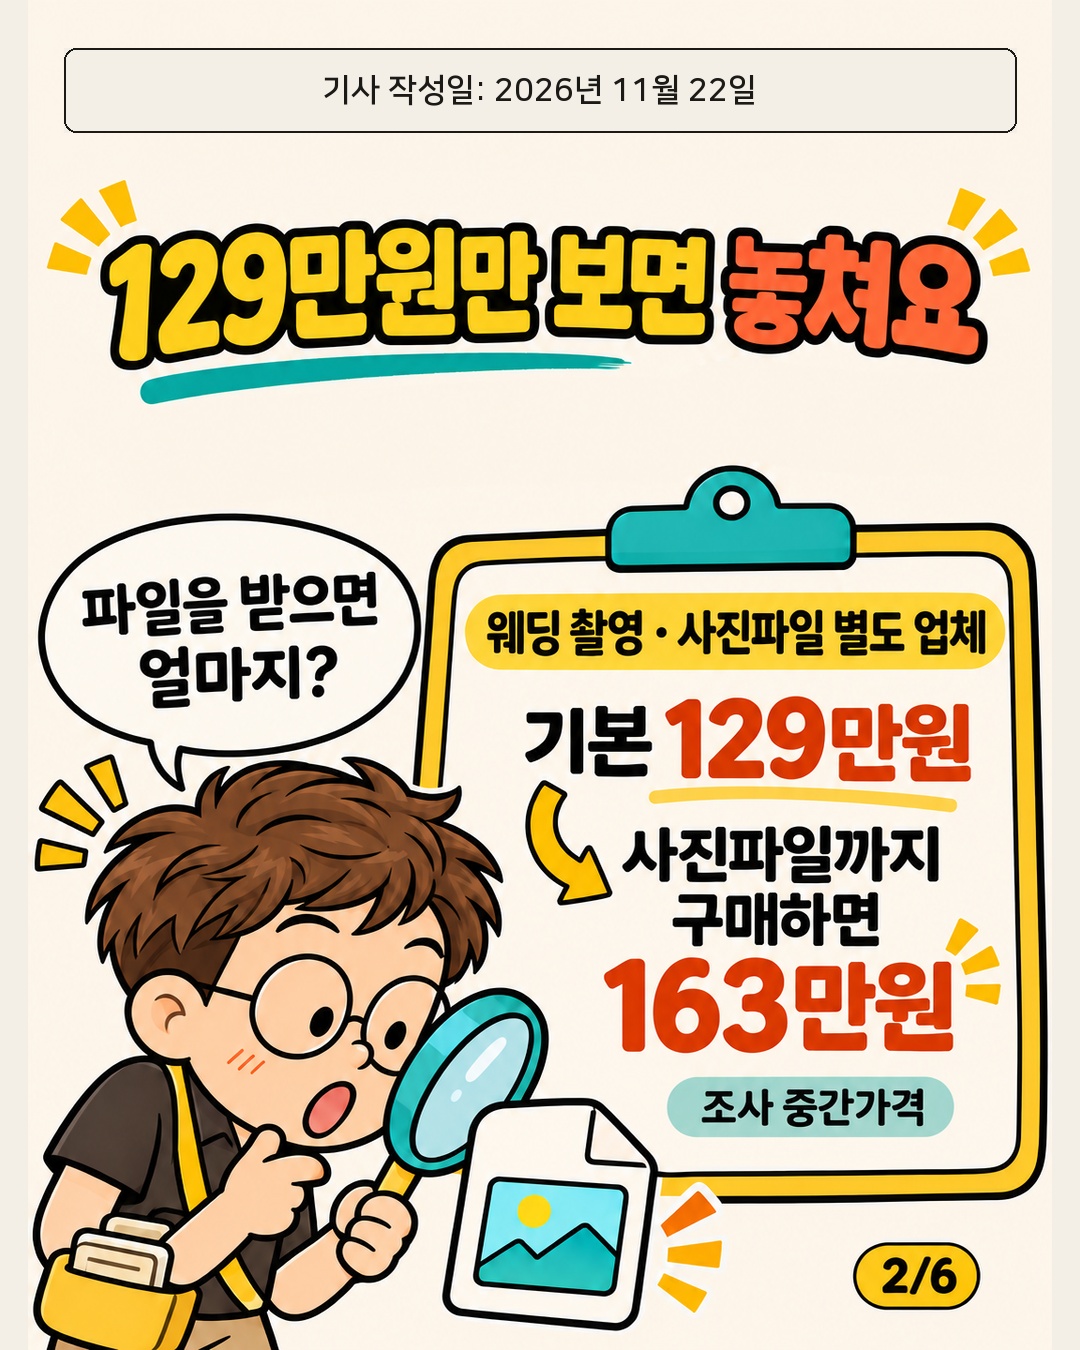 기사 작성일: 2026년 11월 22일
129만원만 보면 놓쳐요
파일을 받으면
얼마지?
웨딩 촬영 · 사진파일 별도 업체
기본 129만원
사진파일까지
구매하면
163만원
조사 중간가격
2/6